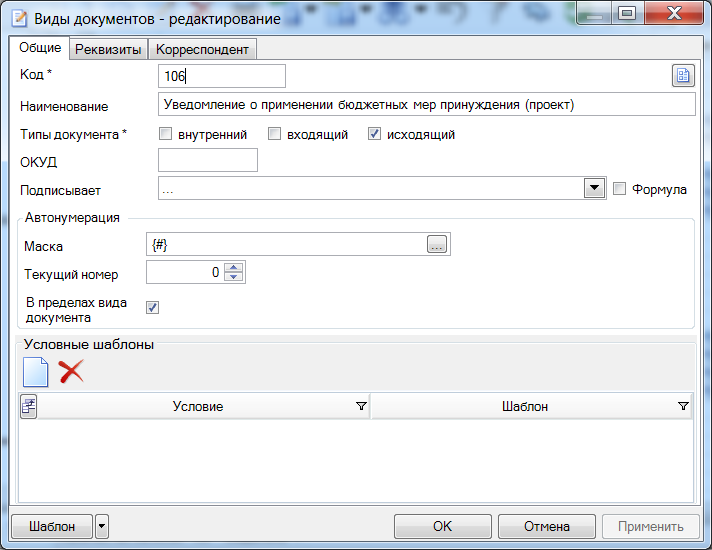 Виды документов - редактирование
Общие Реквизиты Корреспондент
Код * 106
Наименование Уведомление о применении бюджетных мер принуждения (проект)
Типы документа * внутренний входящий исходящий
ОКУД
Подписывает ... Формула
Автонумерация
Маска {#} ...
Текущий номер 0
В пределах вида
документа
Условные шаблоны
Условие Шаблон
Шаблон ОК Отмена Применить